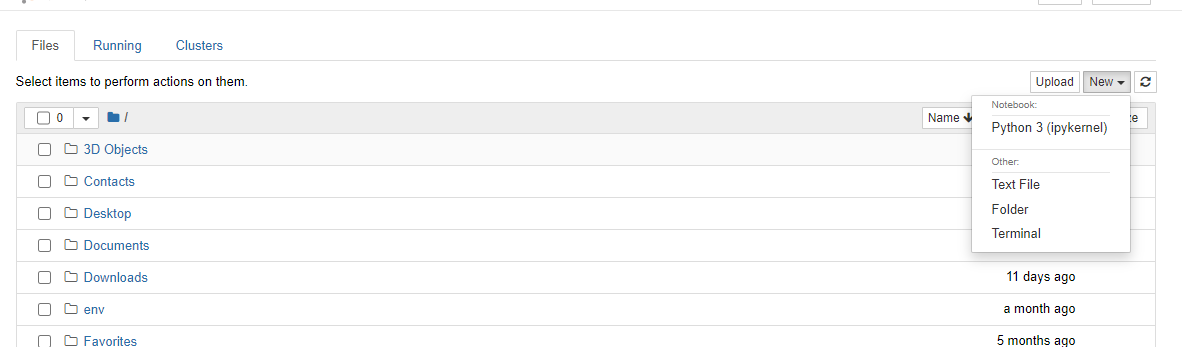 Files Running Clusters
Select items to perform actions on them.
Upload New
0 /
Name
Notebook:
Python 3 (ipykernel)
Other:
Text File
Folder
Terminal
3D Objects
Contacts
Desktop
Documents
Downloads 11 days ago
env a month ago
Favorites 5 months ago